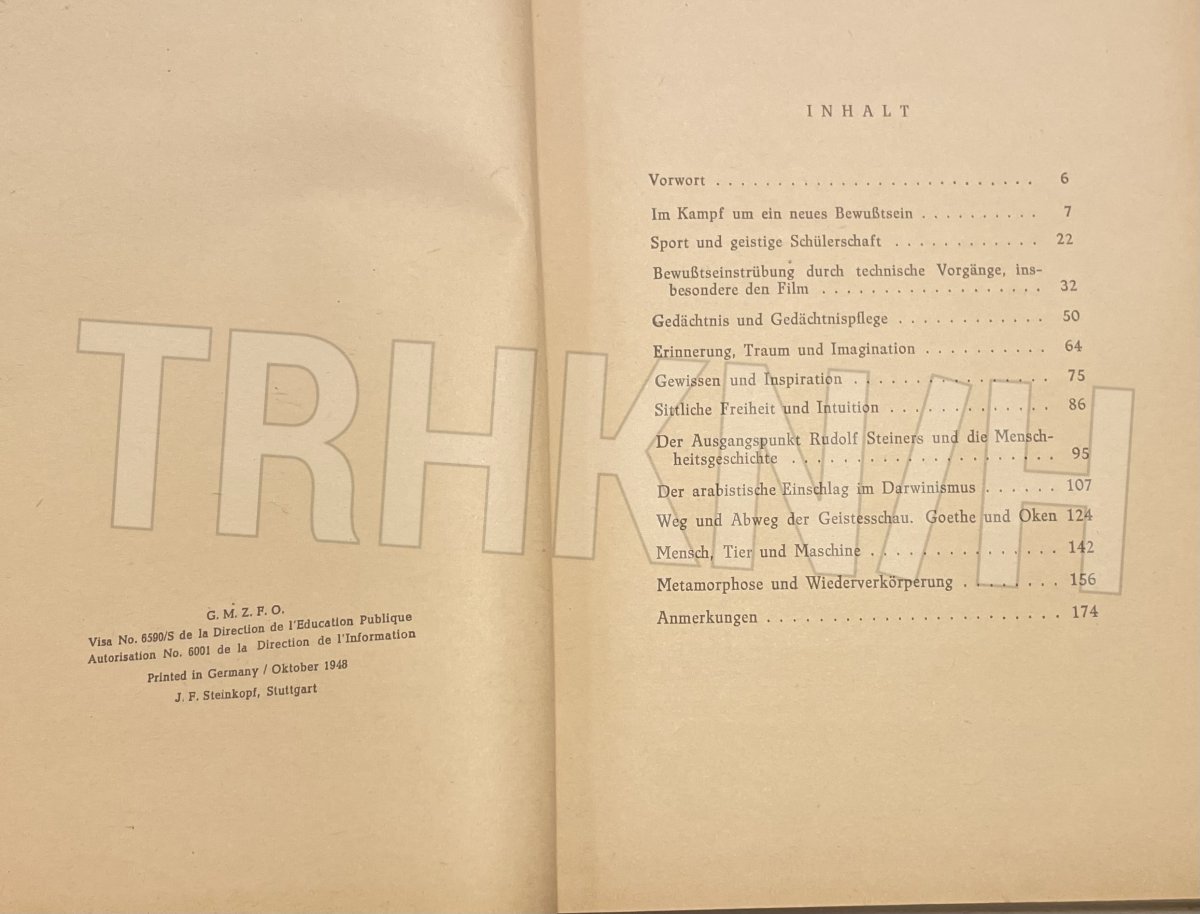 G. M. Z. F. O.
Visa No. 6590/S de la Direction de l'Education Publique
Autorisation No. 6001 de la Direction de l'Information
Printed in Germany / Oktober 1948
J. F. Steinkopf, Stuttgart
INHALT
Vorwort . . . . . . . . . . . . . . . . . . . . . . . . . . 6
Im Kampf um ein neues Bewußtsein . . . . . . . . . . 7
Sport und geistige Schülerschaft . . . . . . . . . . . . 22
Bewußtseinstrübung durch technische Vorgänge, ins-
besondere den Film . . . . . . . . . . . . . . . . . . 32
Gedächtnis und Gedächtnispflege . . . . . . . . . . . . 50
Erinnerung, Traum und Imagination . . . . . . . . . . 64
Gewissen und Inspiration . . . . . . . . . . . . . . . . 75
Sittliche Freiheit und Intuition . . . . . . . . . . . . . 86
Der Ausgangspunkt Rudolf Steiners und die Mensch-
heitsgeschichte . . . . . . . . . . . . . . . . . . . . . 95
Der arabistische Einschlag im Darwinismus . . . . . . 107
Weg und Abweg der Geistesschau. Goethe und Oken 124
Mensch, Tier und Maschine . . . . . . . . . . . . . . . 142
Metamorphose und Wiederverkörperung . . . . . . . . 156
Anmerkungen . . . . . . . . . . . . . . . . . . . . . . . 174
TRHKNVH